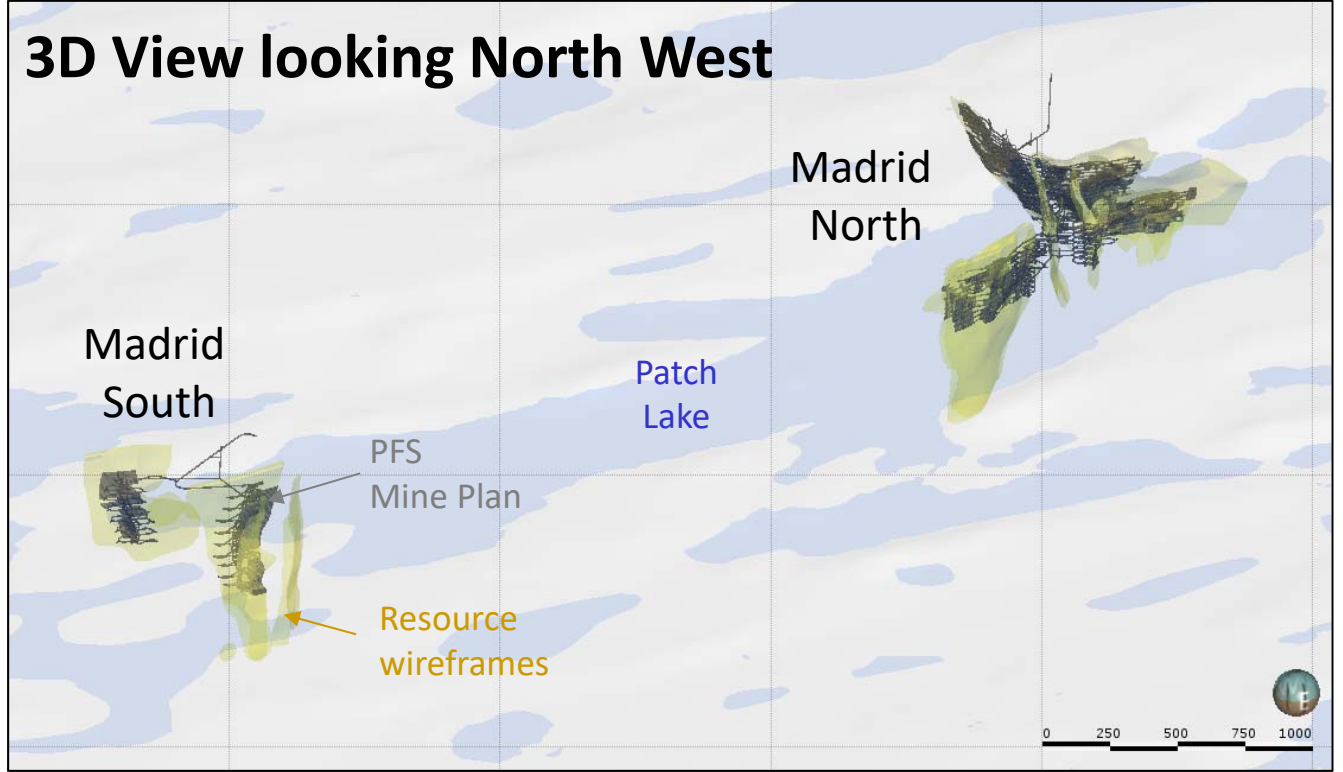 3D View looking North West
Madrid
North
Madrid
South
Patch
Lake
PFS
Mine Plan
Resource
wireframes
E
0 250 500 750 1000